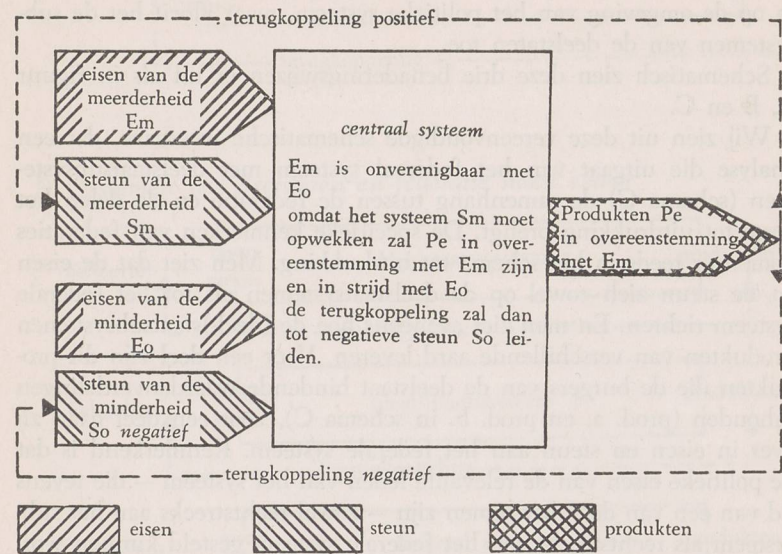 terugkoppeling positief
eisen van de
meerderheid
Em
steun van de
meerderheid
Sm
eisen van de
minderheid
Eo
steun van de
minderheid
So negatief
centraal systeem
Em is onverenigbaar met
Eo
omdat het systeem Sm moet
opwekken zal Pe in over-
eenstemming met Em zijn
en in strijd met Eo
de terugkoppeling zal dan
tot negatieve steun So lei-
den.
Produkten Pe
in overeenstemming
met Em
terugkoppeling negatief
eisen
steun
produkten